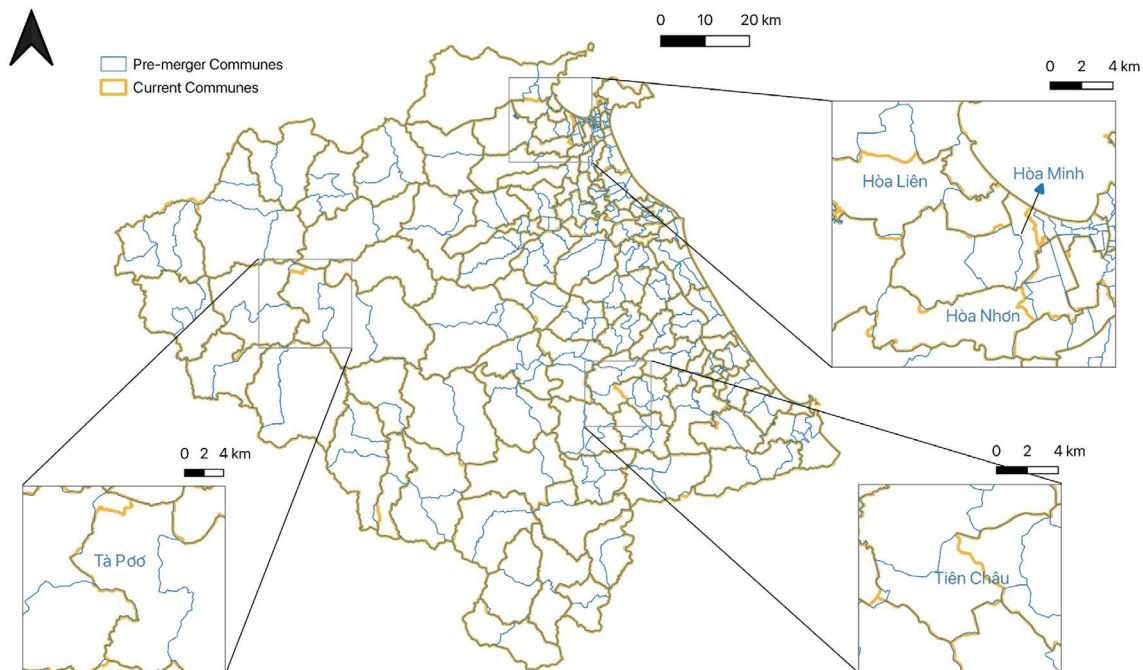 0 10 20 km
Pre-merger Communes
Current Communes
0 2 4 km
Hòa Liên
Hòa Minh
Hòa Nhơn
0 2 4 km
Tà Pơơ
0 2 4 km
Tiên Châu